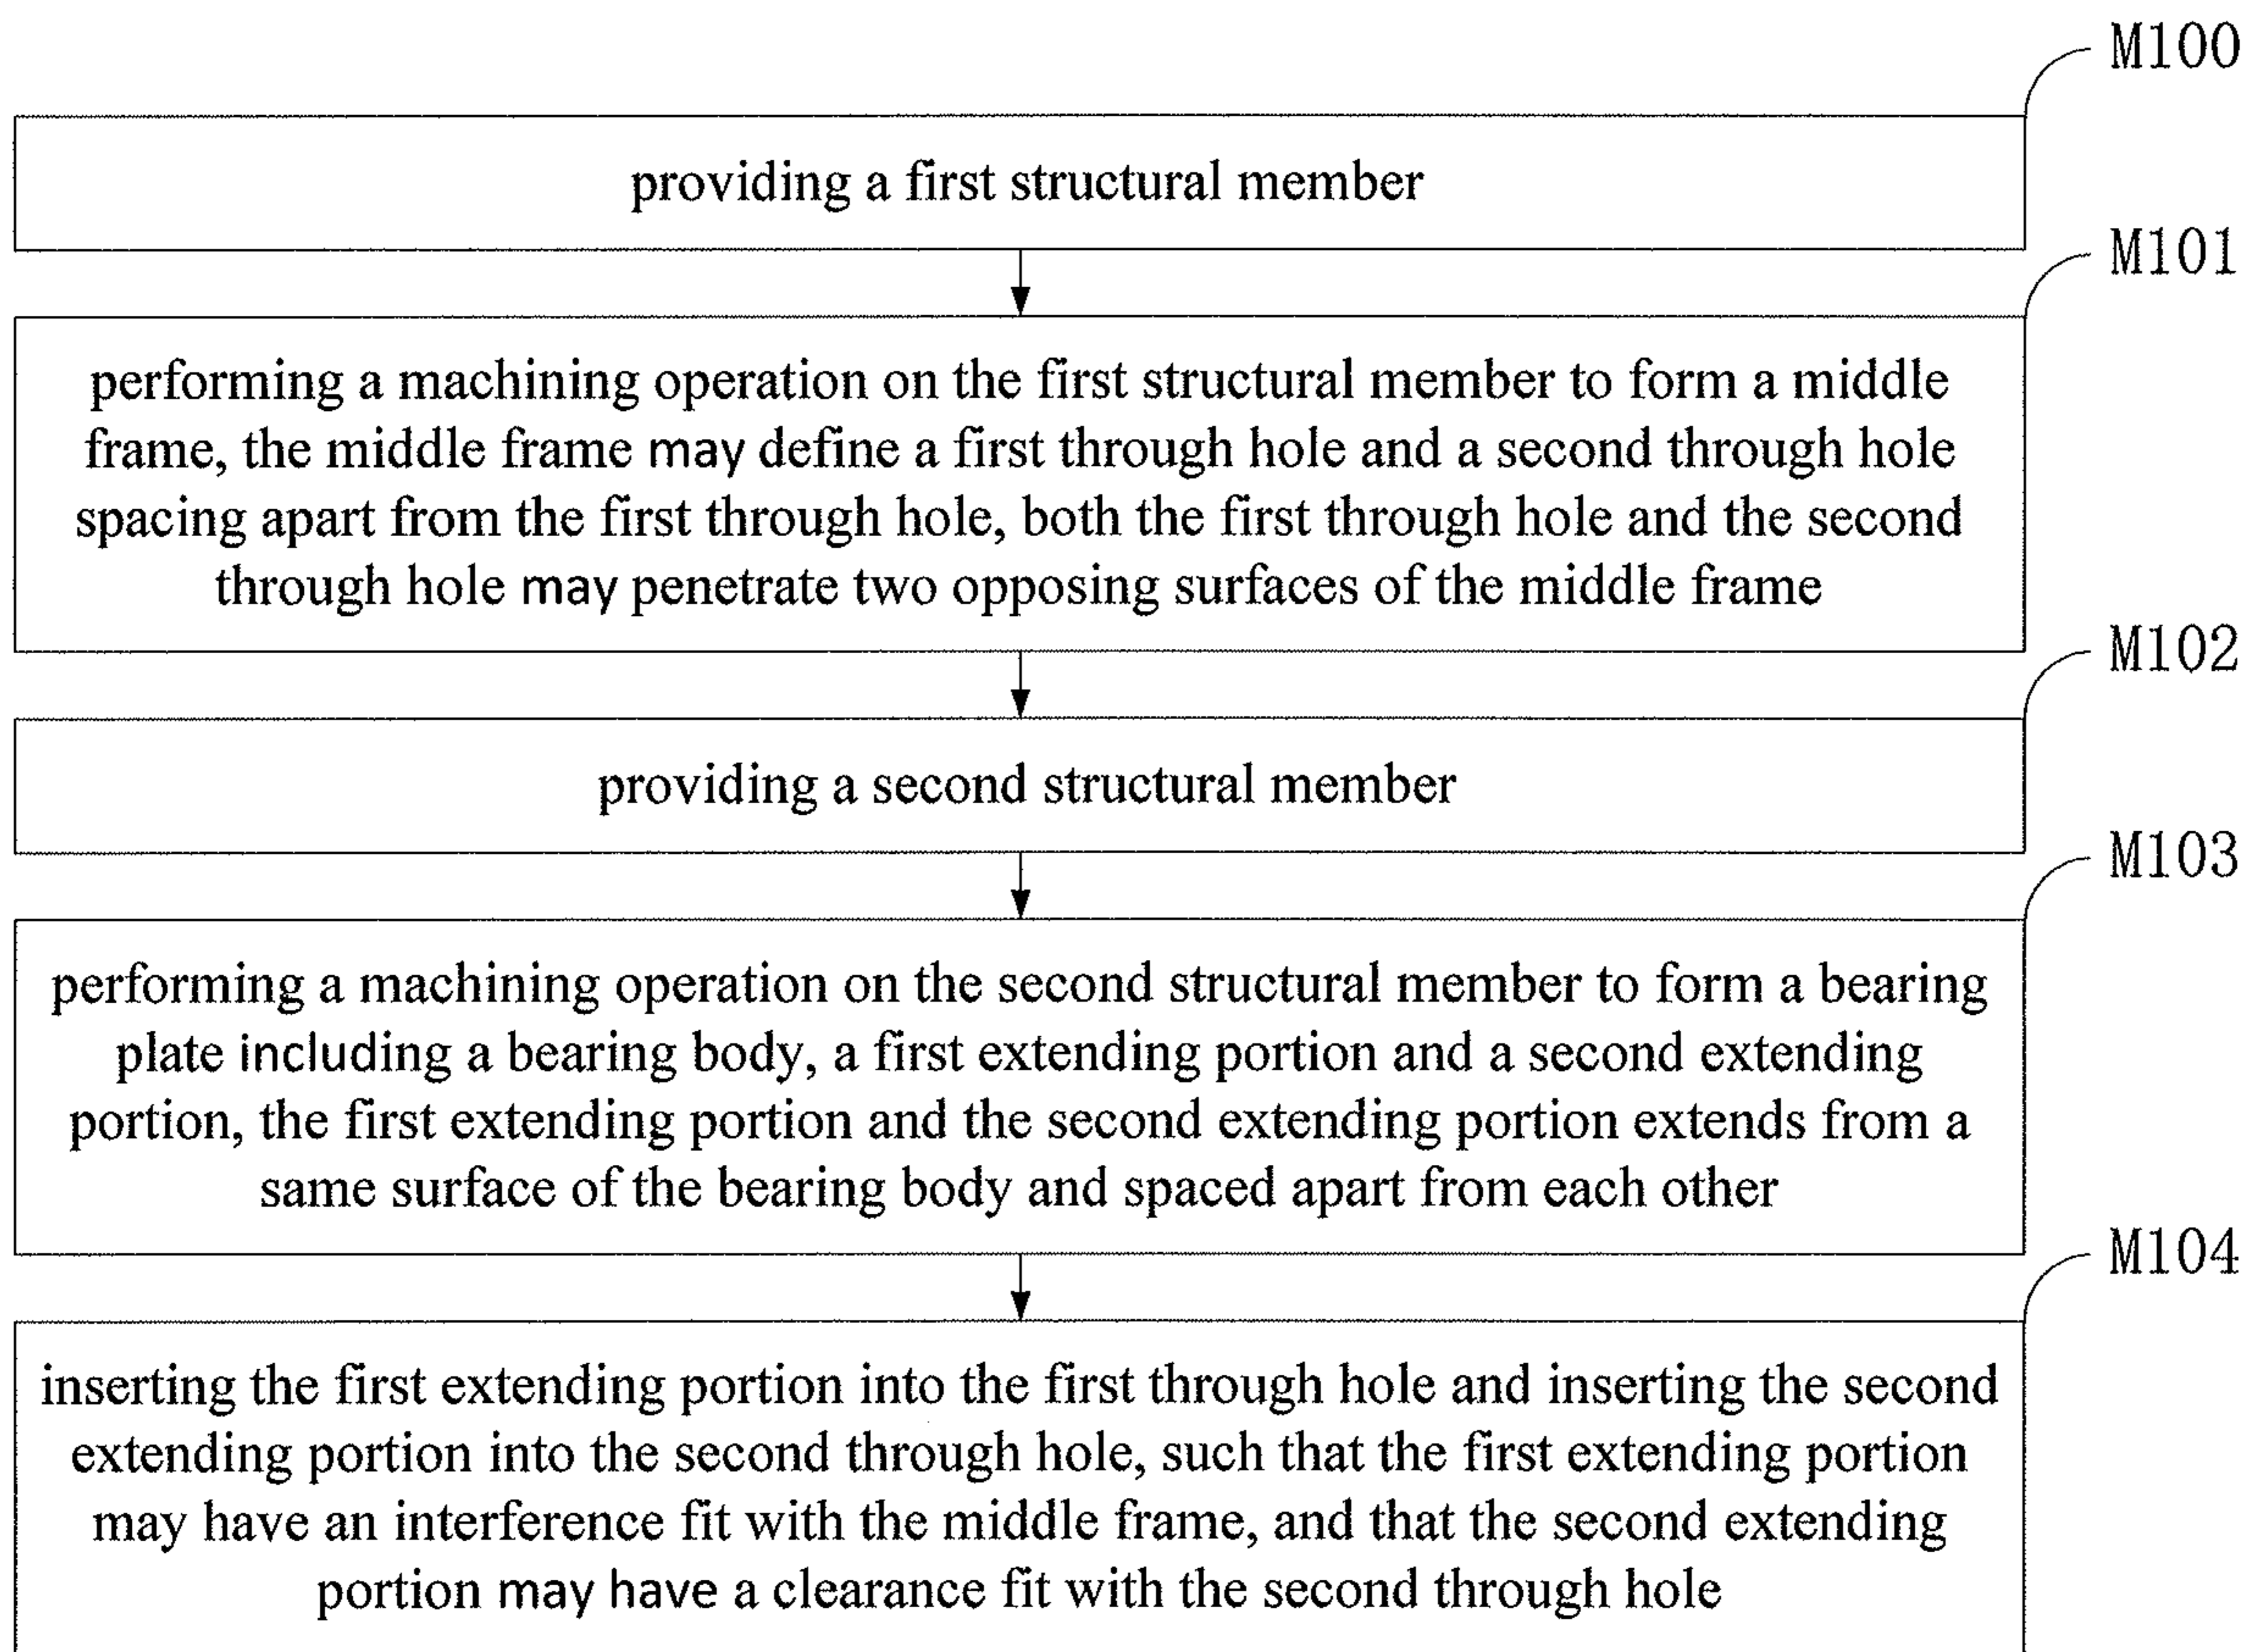 M100
providing a first structural member
M101
performing a machining operation on the first structural member to form a middle
frame, the middle frame may define a first through hole and a second through hole
spacing apart from the first through hole, both the first through hole and the second
through hole may penetrate two opposing surfaces of the middle frame
M102
providing a second structural member
M103
performing a machining operation on the second structural member to form a bearing
plate including a bearing body, a first extending portion and a second extending
portion, the first extending portion and the second extending portion extends from a
same surface of the bearing body and spaced apart from each other
M104
inserting the first extending portion into the first through hole and inserting the second
extending portion into the second through hole, such that the first extending portion
may have an interference fit with the middle frame, and that the second extending
portion may have a clearance fit with the second through hole